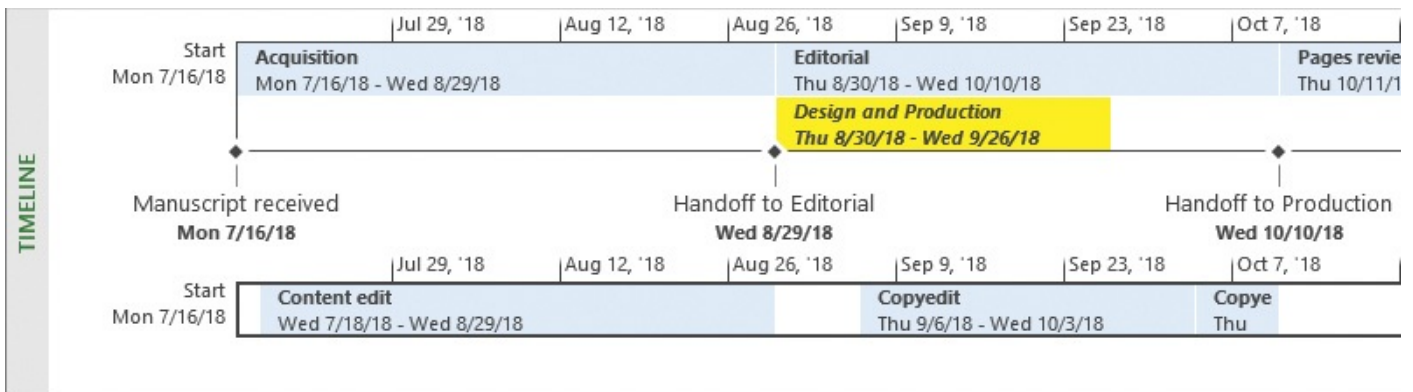 TIMELINE
Jul 29, '18 Aug 12, '18 Aug 26, '18 Sep 9, '18 Sep 23, '18 Oct 7, '18
Start
Mon 7/16/18
Acquisition
Mon 7/16/18 - Wed 8/29/18
Editorial
Thu 8/30/18 - Wed 10/10/18
Pages revie
Thu 10/11/1
Design and Production
Thu 8/30/18 - Wed 9/26/18
Manuscript received
Mon 7/16/18
Handoff to Editorial
Wed 8/29/18
Handoff to Production
Wed 10/10/18
Jul 29, '18 Aug 12, '18 Aug 26, '18 Sep 9, '18 Sep 23, '18 Oct 7, '18
Start
Mon 7/16/18
Content edit
Wed 7/18/18 - Wed 8/29/18
Copyedit
Thu 9/6/18 - Wed 10/3/18
Copye
Thu